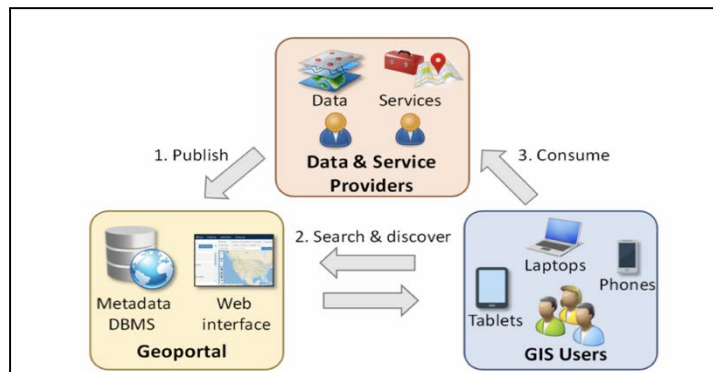 Data
Services
Data & Service
Providers
1. Publish
3. Consume
2. Search & discover
Metadata
DBMS
Web
interface
Geoportal
Laptops
Phones
Tablets
GIS Users